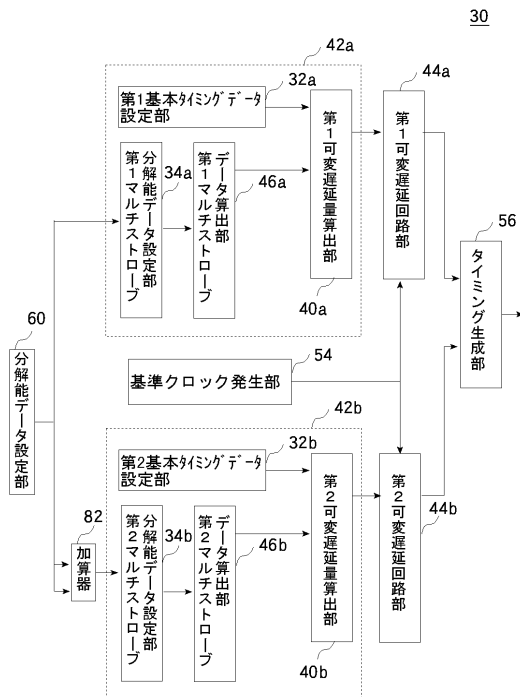 30
42a
第1基本タイミングデータ
設定部
32a
44a
第1マルチストローブ
分解能データ設定部
34a
第1マルチストローブ
データ算出部
46a
第1可変遅延量算出部
40a
第1可変遅延回路部
56
タイミング生成部
60
分解能データ設定部
基準クロック発生部
54
42b
第2基本タイミングデータ
設定部
32b
82
加算器
第2マルチストローブ
分解能データ設定部
34b
第2マルチストローブ
データ算出部
46b
第2可変遅延量算出部
40b
第2可変遅延回路部
44b